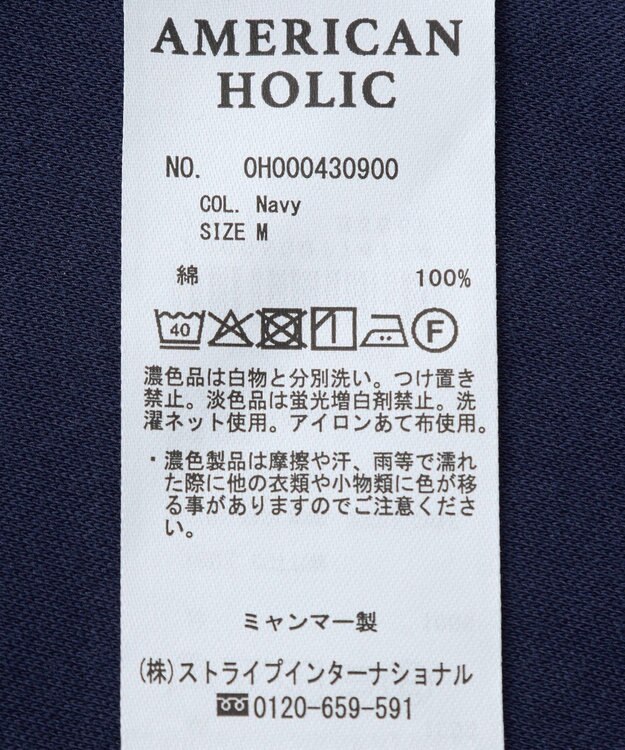 AMERICAN
HOLIC
NO. OH000430900
COL. Navy
SIZE M
綿 100%
40 F
濃色品は白物と分別洗い。つけ置き
禁止。淡色品は蛍光増白剤禁止。洗
濯ネット使用。アイロンあて布使用。
・濃色製品は摩擦や汗、雨等で濡れ
た際に他の衣類や小物類に色が移
る事がありますのでご注意くださ
い。
ミャンマー製
(株)ストライプインターナショナル
0120-659-591